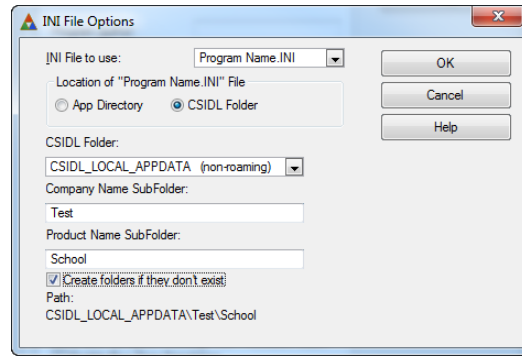 INI File Options
INI File to use: Program Name.INI
OK
Location of "Program Name.INI" File
App Directory CSIDL Folder
Cancel
Help
CSIDL Folder:
CSIDL_LOCAL_APPDATA (non-roaming)
Company Name SubFolder:
Test
Product Name SubFolder:
School
Create folders if they don't exist
Path:
CSIDL_LOCAL_APPDATA\Test\School